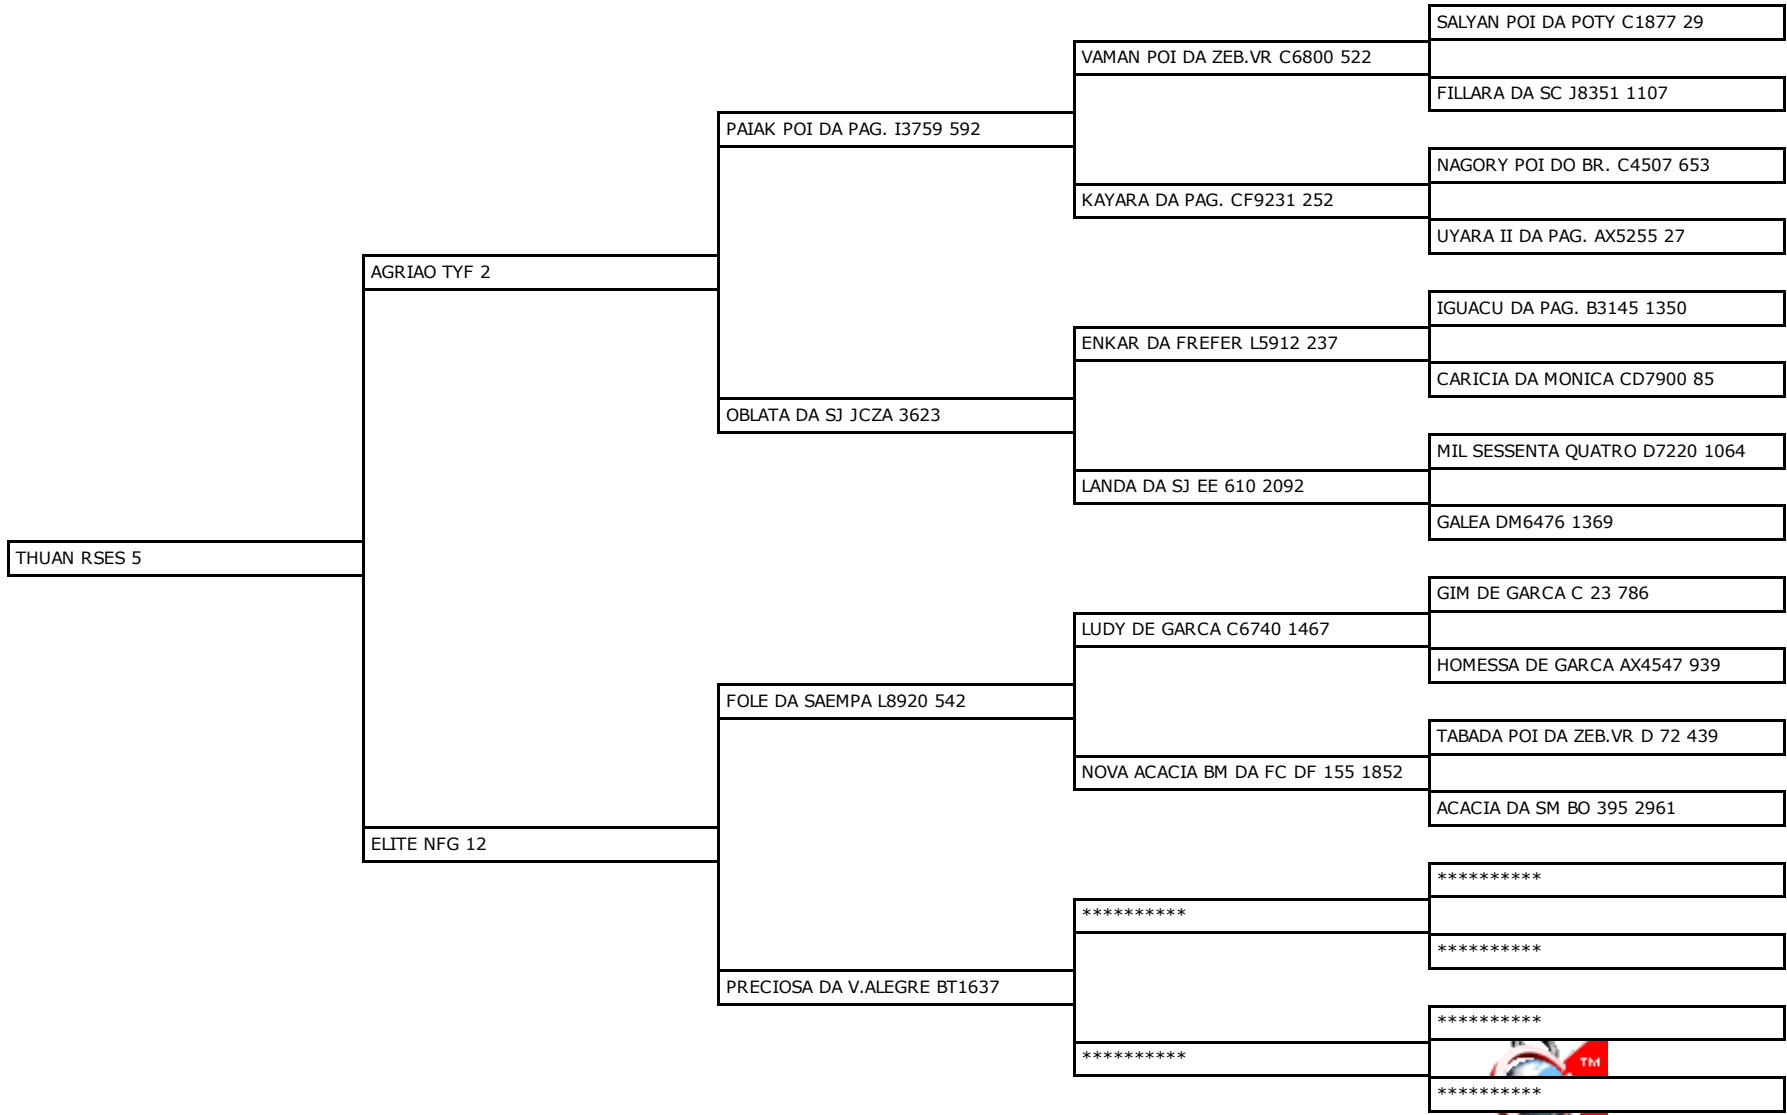 SALYAN POI DA POTY C1877 29
VAMAN POI DA ZEB.VR C6800 522
FILLARA DA SC J8351 1107
PAIAK POI DA PAG. I3759 592
NAGORY POI DO BR. C4507 653
KAYARA DA PAG. CF9231 252
UYARA II DA PAG. AX5255 27
AGRIAO TYF 2
IGUACU DA PAG. B3145 1350
ENKAR DA FREFER L5912 237
CARICIA DA MONICA CD7900 85
OBLATA DA SJ JCZA 3623
MIL SESSENTA QUATRO D7220 1064
LANDA DA SJ EE 610 2092
GALEA DM6476 1369
THUAN RSES 5
GIM DE GARCA C 23 786
LUDY DE GARCA C6740 1467
HOMESSA DE GARCA AX4547 939
FOLE DA SAEMPA L8920 542
TABADA POI DA ZEB.VR D 72 439
NOVA ACACIA BM DA FC DF 155 1852
ACACIA DA SM BO 395 2961
ELITE NFG 12
**********
**********
**********
PRECIOSA DA V.ALEGRE BT1637
**********
**********
TM
**********